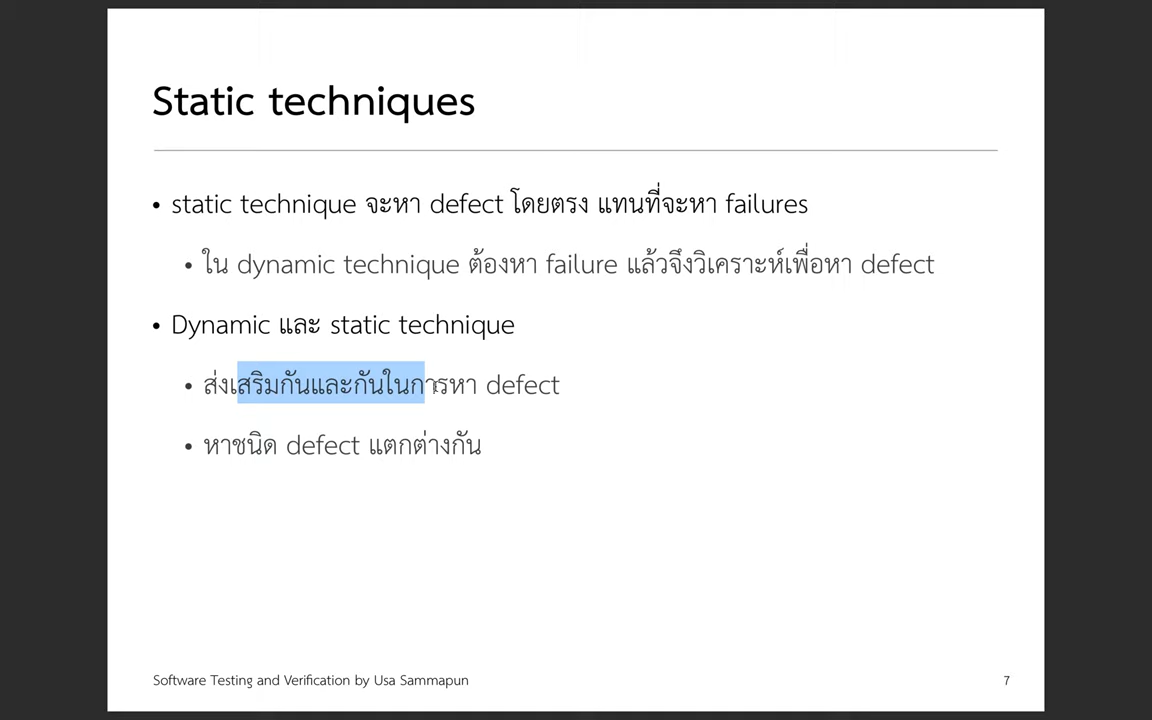 Static techniques
• static technique จะหา defect โดยตรง แทนที่จะหา failures
• ใน dynamic technique ต้องหา failure แล้วจึงวิเคราะห์เพื่อหา defect
• Dynamic และ static technique
• ส่งเสริมกันและกันในการหา defect
• หาชนิด defect แตกต่างกัน
Software Testing and Verification by Usa Sammapun
7